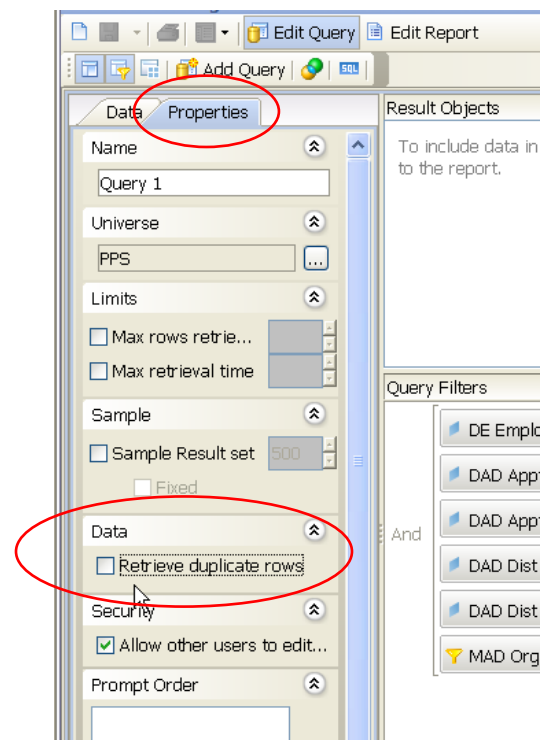 Edit Query Edit Report
Add Query SQL
Data Properties
Name
Query 1
Universe
PPS
...
Limits
Max rows retrie...
Max retrieval time
Sample
Sample Result set 500
Fixed
Data
Retrieve duplicate rows
Security
Allow other users to edit...
Prompt Order
Result Objects
To include data in
to the report.
Query Filters
And
DE Emplo
DAD Appt
DAD Appt
DAD Dist
DAD Dist
MAD Org